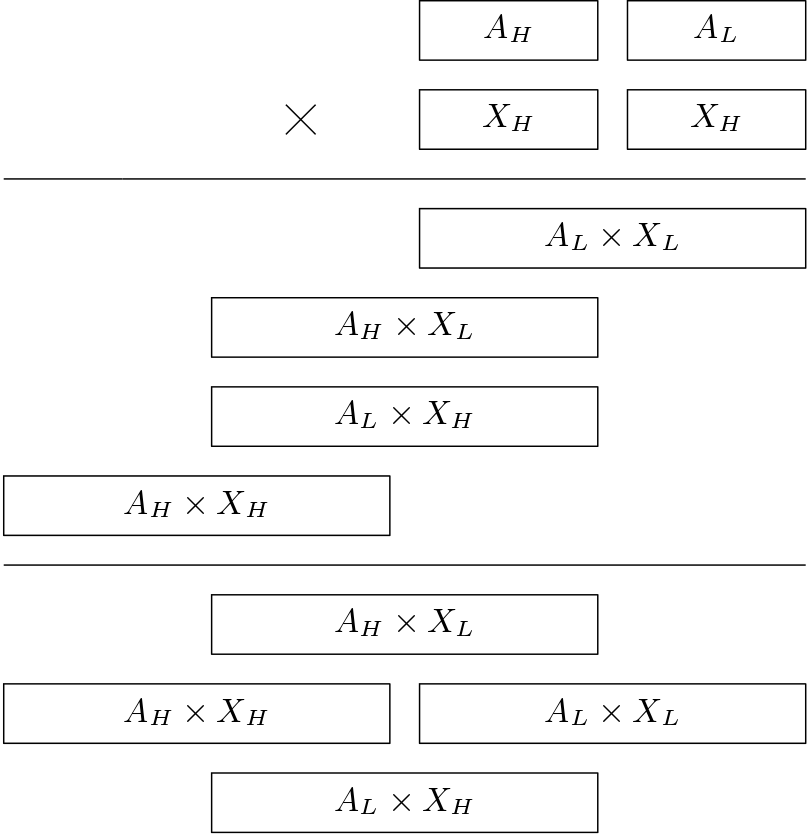 A_H A_L
× X_H X_H
A_L × X_L
A_H × X_L
A_L × X_H
A_H × X_H
A_H × X_L
A_H × X_H A_L × X_L
A_L × X_H